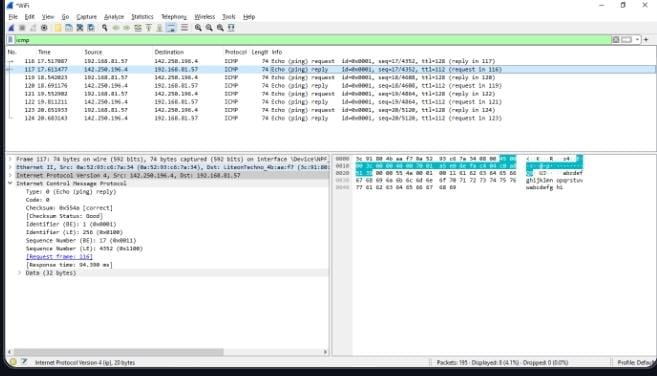 *WiFi
File Edit View Go Capture Analyze Statistics Telephony Wireless Tools Help
icmp
No. Time Source Destination Protocol Length Info
116 17.517087 192.168.81.57 142.250.196.4 ICMP 74 Echo (ping) request id=0x0001, seq=17/4352, ttl=128 (reply in 117)
117 17.611477 142.250.196.4 192.168.81.57 ICMP 74 Echo (ping) reply id=0x0001, seq=17/4352, ttl=112 (request in 116)
119 18.542023 192.168.81.57 142.250.196.4 ICMP 74 Echo (ping) request id=0x0001, seq=18/4608, ttl=128 (reply in 120)
120 18.691176 142.250.196.4 192.168.81.57 ICMP 74 Echo (ping) reply id=0x0001, seq=18/4608, ttl=112 (request in 119)
121 19.552982 192.168.81.57 142.250.196.4 ICMP 74 Echo (ping) request id=0x0001, seq=19/4864, ttl=128 (reply in 122)
122 19.811211 142.250.196.4 192.168.81.57 ICMP 74 Echo (ping) reply id=0x0001, seq=19/4864, ttl=112 (request in 121)
123 20.653933 192.168.81.57 142.250.196.4 ICMP 74 Echo (ping) request id=0x0001, seq=20/5120, ttl=128 (reply in 124)
124 20.683143 142.250.196.4 192.168.81.57 ICMP 74 Echo (ping) reply id=0x0001, seq=20/5120, ttl=112 (request in 123)
Frame 117: 74 bytes on wire (592 bits), 74 bytes captured (592 bits) on interface \Device\NPF_
Ethernet II, Src: 0a:52:93:c6:7a:34 (0a:52:93:c6:7a:34), Dst: LiteonTechno_4b:aa:f7 (3c:91:80:
Internet Protocol Version 4, Src: 142.250.196.4, Dst: 192.168.81.57
Internet Control Message Protocol
Type: 0 (Echo (ping) reply)
Code: 0
Checksum: 0x554a [correct]
[Checksum Status: Good]
Identifier (BE): 1 (0x0001)
Identifier (LE): 256 (0x0100)
Sequence Number (BE): 17 (0x0011)
Sequence Number (LE): 4352 (0x1100)
[Request frame: 116]
[Response time: 94.390 ms]
Data (32 bytes)
0000 3c 91 80 4b aa f7 0a 52 93 c6 7a 34 08 00 45 00
0010
0020 51 39 00 00 55 4a 00 01 00 11 61 62 63 64 65 66
0030 67 68 69 6a 6b 6c 6d 6e 6f 70 71 72 73 74 75 76 ghijklmn opqrstuv
0040 77 61 62 63 64 65 66 67 68 69 wabcdefg hi
Internet Protocol Version 4 (ip), 20 bytes
Packets: 195 · Displayed: 8 (4.1%) · Dropped: 0 (0.0%)
Profile: Default